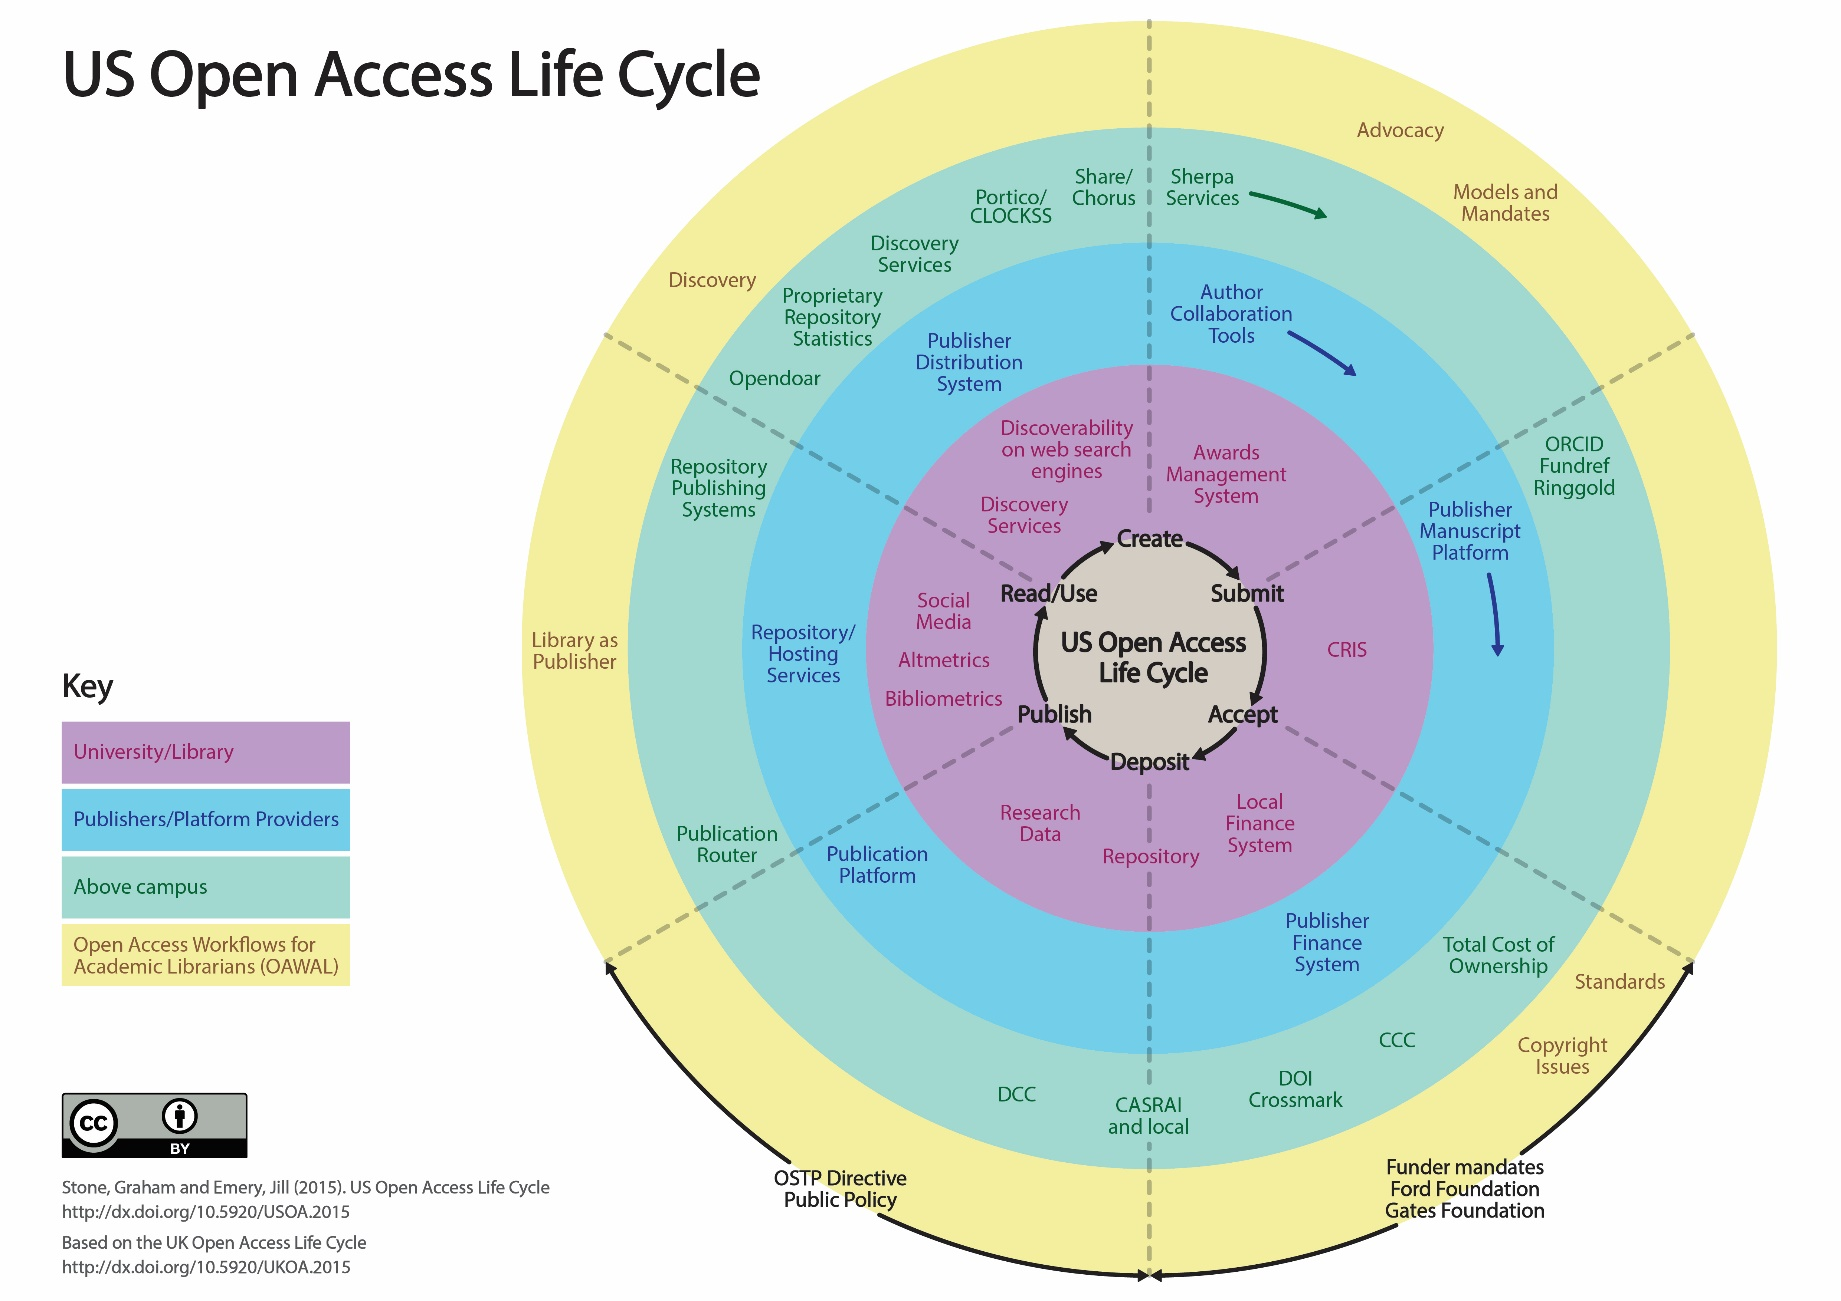 US Open Access Life Cycle
Advocacy
Models and
Mandates
Share/
Chorus
Sherpa
Services
Portico/
CLOCKSS
Discovery
Services
Discovery
Proprietary
Repository
Statistics
Opendoar
Author
Collaboration
Tools
Publisher
Distribution
System
Discoverability
on web search
engines
Awards
Management
System
ORCID
Fundref
Ringgold
Repository
Publishing
Systems
Discovery
Services
Publisher
Manuscript
Platform
Create
Read/Use
Submit
Social
Media
Altmetrics
Bibliometrics
US Open Access
Life Cycle
CRIS
Library as
Publisher
Repository/
Hosting
Services
Publish
Accept
Deposit
Research
Data
Repository
Local
Finance
System
Publication
Router
Publication
Platform
Publisher
Finance
System
Total Cost of
Ownership
Standards
CCC
Copyright
Issues
DCC
CASRAI
and local
DOI
Crossmark
OSTP Directive
Public Policy
Funder mandates
Ford Foundation
Gates Foundation
Key
University/Library
Publishers/Platform Providers
Above campus
Open Access Workflows for
Academic Librarians (OAWAL)
cc
BY
Stone, Graham and Emery, Jill (2015). US Open Access Life Cycle
http://dx.doi.org/10.5920/USOA.2015
Based on the UK Open Access Life Cycle
http://dx.doi.org/10.5920/UKOA.2015